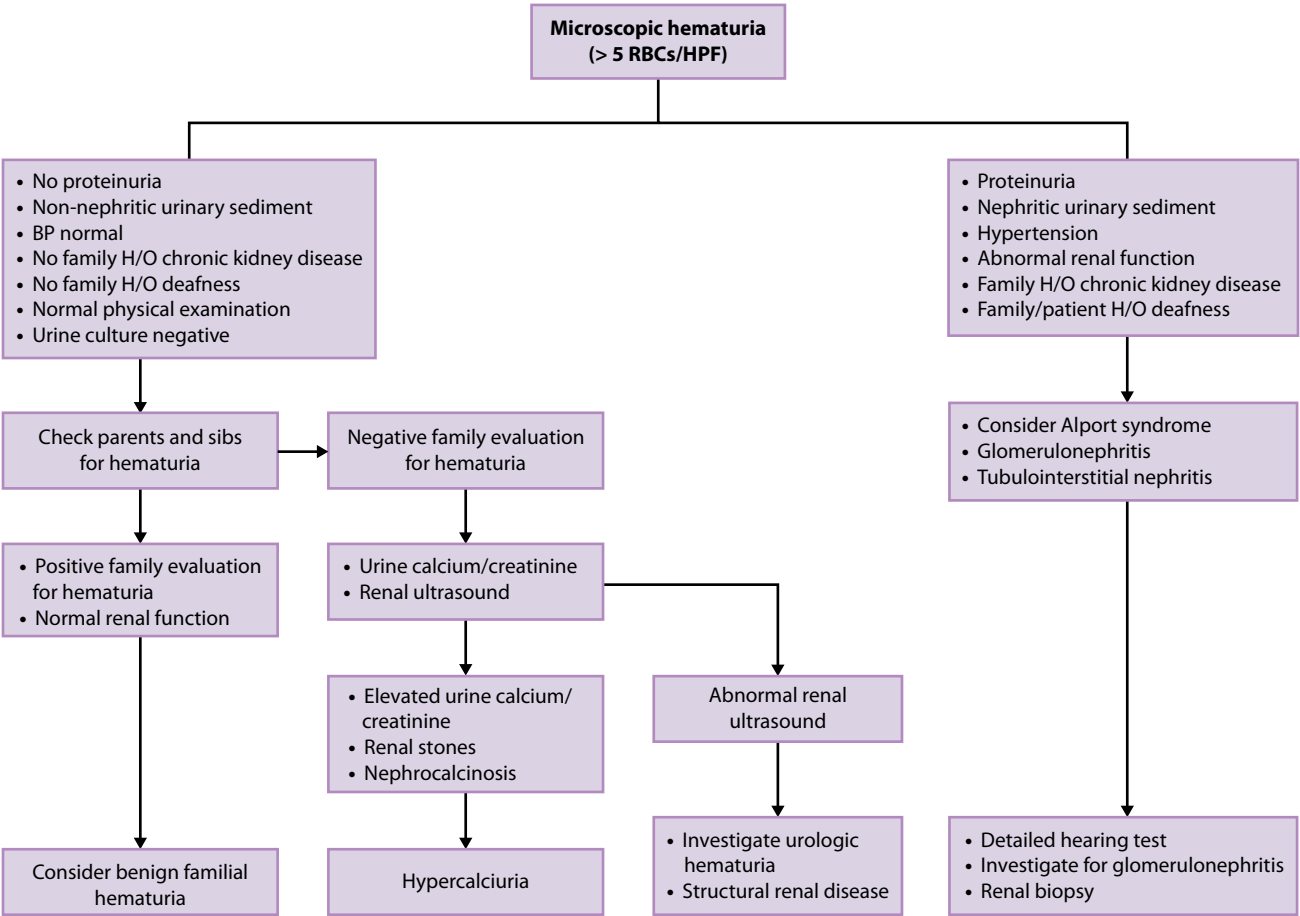 Microscopic hematuria
(> 5 RBCs/HPF)
• No proteinuria
• Non-nephritic urinary sediment
• BP normal
• No family H/O chronic kidney disease
• No family H/O deafness
• Normal physical examination
• Urine culture negative
• Proteinuria
• Nephritic urinary sediment
• Hypertension
• Abnormal renal function
• Family H/O chronic kidney disease
• Family/patient H/O deafness
Check parents and sibs
for hematuria
Negative family evaluation
for hematuria
• Consider Alport syndrome
• Glomerulonephritis
• Tubulointerstitial nephritis
• Positive family evaluation
for hematuria
• Normal renal function
• Urine calcium/creatinine
• Renal ultrasound
• Elevated urine calcium/
creatinine
• Renal stones
• Nephrocalcinosis
Abnormal renal
ultrasound
Consider benign familial
hematuria
Hypercalciuria
• Investigate urologic
hematuria
• Structural renal disease
• Detailed hearing test
• Investigate for glomerulonephritis
• Renal biopsy